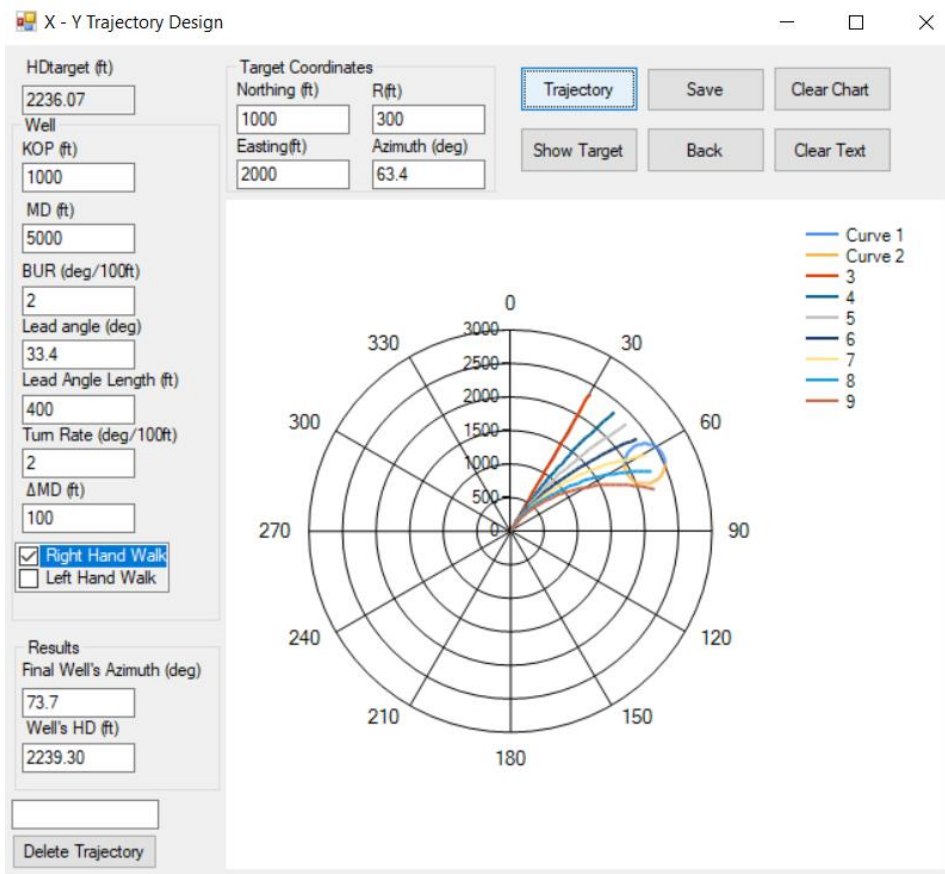 X - Y Trajectory Design
HDtarget (ft)
2236.07
Well
KOP (ft)
1000
MD (ft)
5000
BUR (deg/100ft)
2
Lead angle (deg)
33.4
Lead Angle Length (ft)
400
Turn Rate (deg/100ft)
2
ΔMD (ft)
100
Right Hand Walk
Left Hand Walk
Results
Final Well's Azimuth (deg)
73.7
Well's HD (ft)
2239.30
Delete Trajectory
Target Coordinates
Northing (ft)
R(ft)
1000
300
Easting(ft)
Azimuth (deg)
2000
63.4
Trajectory
Save
Clear Chart
Show Target
Back
Clear Text
Curve 1
Curve 2
3
4
5
6
7
8
9
0
30
60
90
120
150
180
210
240
270
300
330
3000
2500
2000
1500
1000
500
0